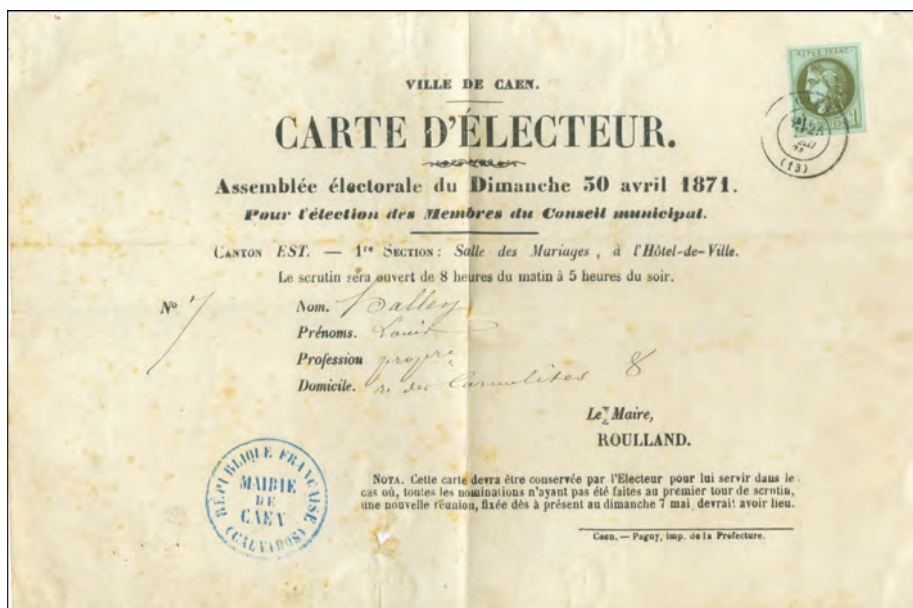 REPUB. FRANC.
VILLE DE CAEN.
CARTE D'ÉLECTEUR.
Assemblée électorale du Dimanche 30 avril 1871.
Pour l'élection des Membres du Conseil municipal.
CANTON EST. — 1re SECTION: Salle des Mariages, à l'Hôtel-de-Ville.
Le scrutin sera ouvert de 8 heures du matin à 5 heures du soir.
(13)
No 7
Nom. Halley
Prénoms. Louis
Profession propre
Domicile. re des Carmelites 8
Le Maire,
ROULLAND.
RÉPUBLIQUE FRANÇAISE
MAIRIE
DE
CAEN
(CALVADOS)
NOTA. Cette carte devra être conservée par l'Electeur pour lui servir dans le
cas où, toutes les nominations n'ayant pas été faites au premier tour de scrutin,
une nouvelle réunion, fixée dès à présent au dimanche 7 mai, devrait avoir lieu.
Caen. — Pagny, imp. de la Préfecture.